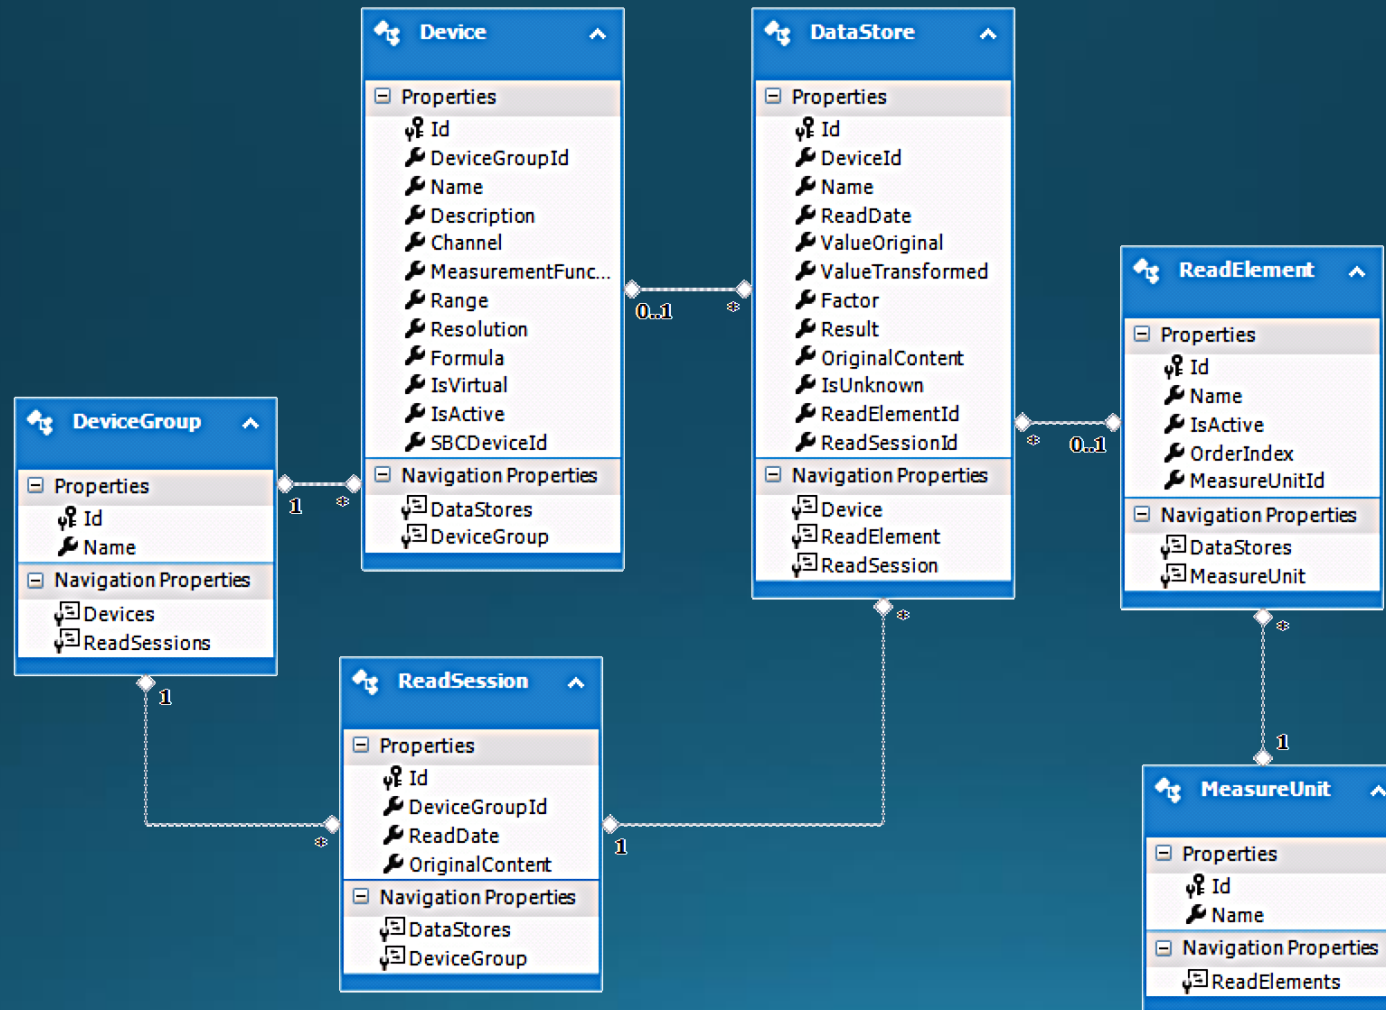 Device
Properties
Id
DeviceGroupId
Name
Description
Channel
MeasurementFunc...
Range
Resolution
Formula
IsVirtual
IsActive
SBCDeviceId
Navigation Properties
DataStores
DeviceGroup
DataStore
Properties
Id
DeviceId
Name
ReadDate
ValueOriginal
ValueTransformed
Factor
Result
OriginalContent
IsUnknown
ReadElementId
ReadSessionId
Navigation Properties
Device
ReadElement
ReadSession
0..1
*
ReadElement
Properties
Id
Name
IsActive
OrderIndex
MeasureUnitId
Navigation Properties
DataStores
MeasureUnit
*
0..1
DeviceGroup
Properties
Id
Name
Navigation Properties
Devices
ReadSessions
1
*
1
*
ReadSession
Properties
Id
DeviceGroupId
ReadDate
OriginalContent
Navigation Properties
DataStores
DeviceGroup
1
*
*
1
MeasureUnit
Properties
Id
Name
Navigation Properties
ReadElements